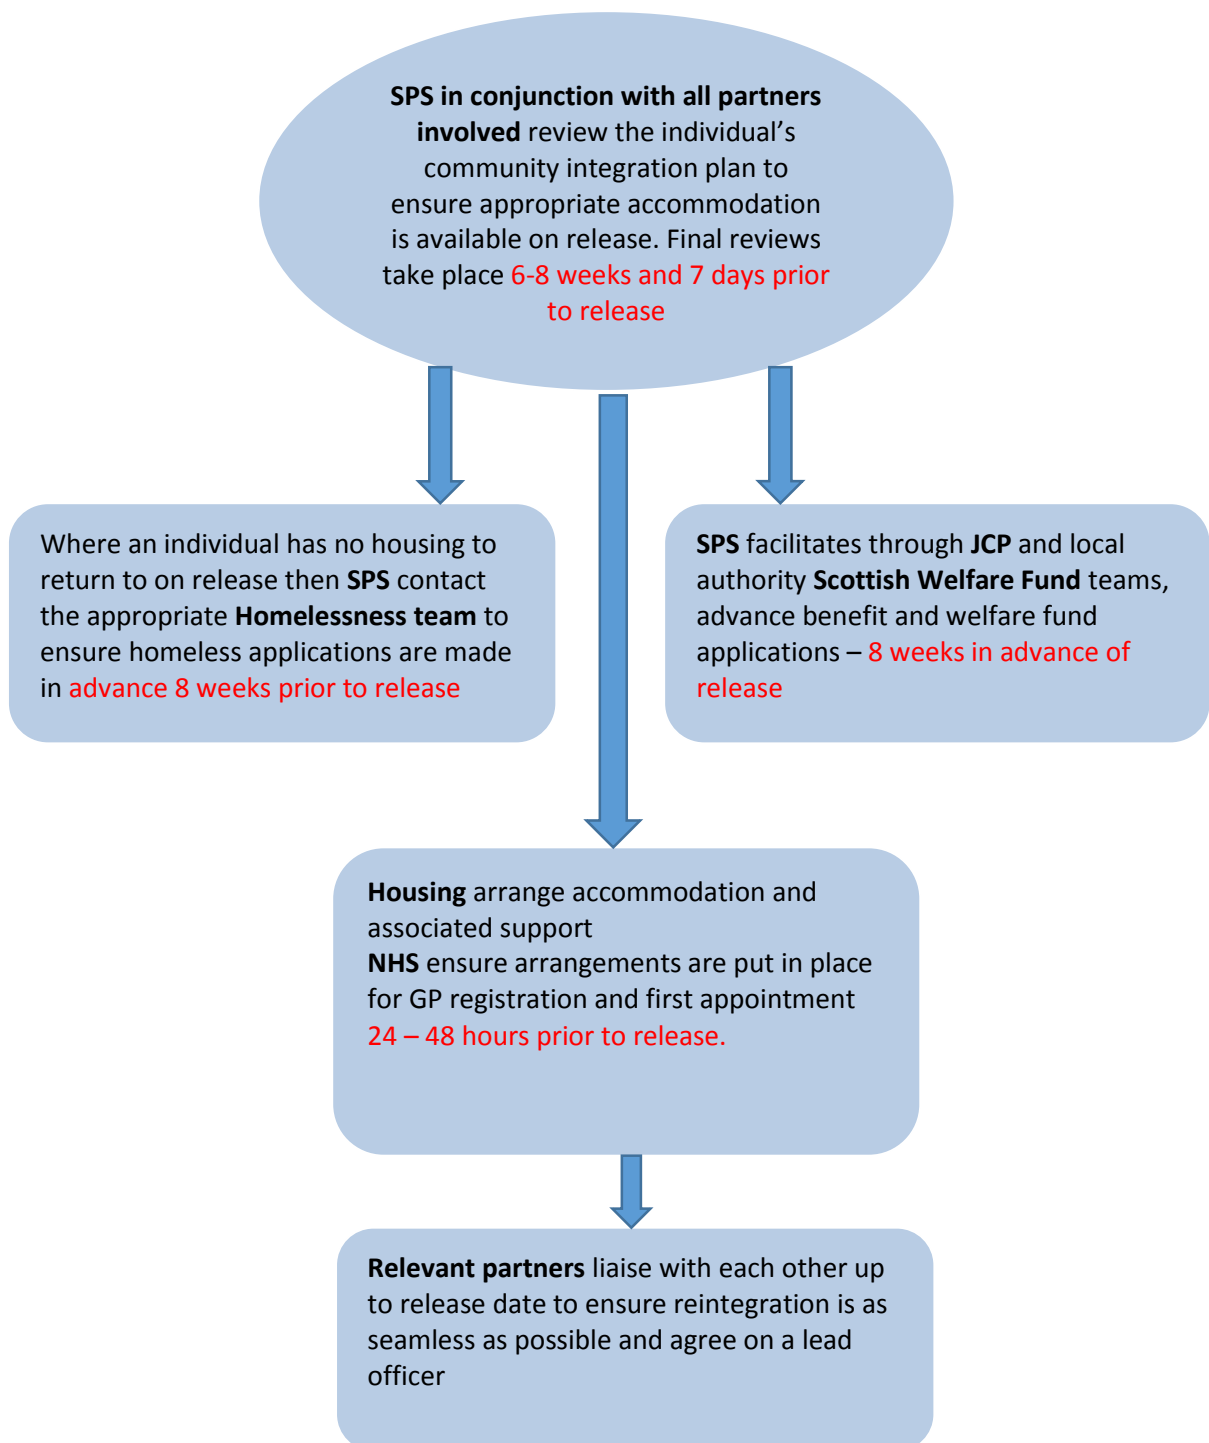 SPS in conjunction with all partners
involved review the individual’s
community integration plan to
ensure appropriate accommodation
is available on release. Final reviews
take place 6-8 weeks and 7 days prior
to release
Where an individual has no housing to
return to on release then SPS contact
the appropriate Homelessness team to
ensure homeless applications are made
in advance 8 weeks prior to release
SPS facilitates through JCP and local
authority Scottish Welfare Fund teams,
advance benefit and welfare fund
applications – 8 weeks in advance of
release
Housing arrange accommodation and
associated support
NHS ensure arrangements are put in place
for GP registration and first appointment
24 – 48 hours prior to release.
Relevant partners liaise with each other up
to release date to ensure reintegration is as
seamless as possible and agree on a lead
officer